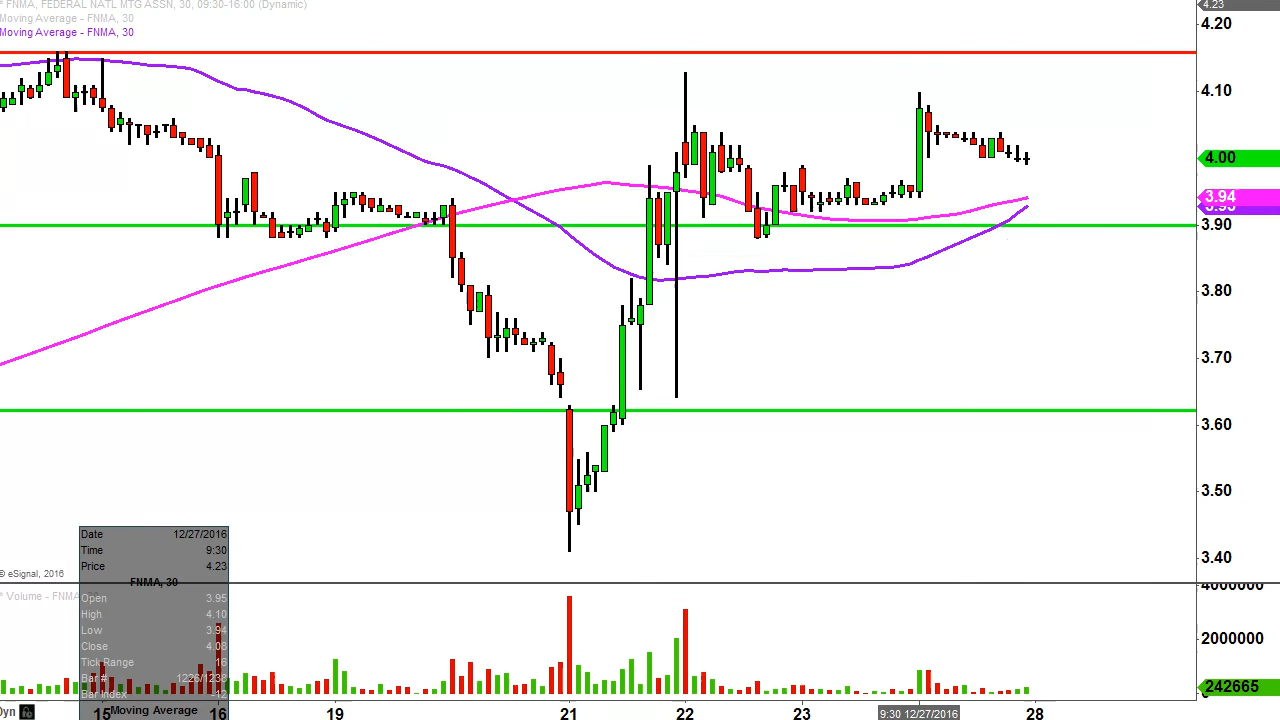 * FNMA, FEDERAL NATL MTG ASSN, 30, 09:30-16:00 (Dynamic)
Moving Average - FNMA, 30
Moving Average - FNMA, 30
4.23
4.20
4.10
4.00
3.94
3.90
3.80
3.70
3.60
3.50
3.40
© eSignal, 2016
Date 12/27/2016
Time 9:30
Price 4.23
FNMA, 30
Open 3.95
High 4.10
Low 3.94
Close 4.08
Tick Range 16
Bar # 1226/1238
Bar Index -12
Moving Average
* Volume - FNMA
4000000
2000000
242665
Dyn
15 16 19 21 22 23 9:30 12/27/2016 28